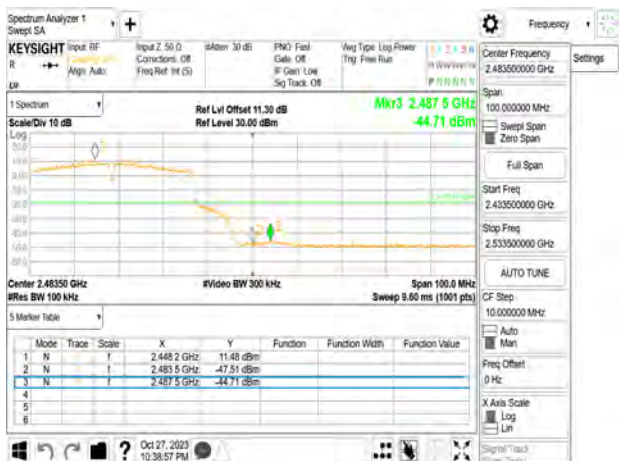 Spectrum Analyzer 1
Swept SA
Frequency
KEYSIGHT Input: RF
R
Align: Auto
Input Z: 50 Ω
Corrections: Off
Freq Ref: Int (S)
#Atten: 30 dB
PNO: Fast
Gate: Off
IF Gain: Low
Sig Track: Off
Avg Type: Log-Power
Trig: Free Run
P N N N N N
Center Frequency
2.483500000 GHz
Settings
Span
100.000000 MHz
Swept Span
Zero Span
Full Span
Start Freq
2.433500000 GHz
Stop Freq
2.533500000 GHz
AUTO TUNE
CF Step
10.000000 MHz
Auto
Man
Freq Offset
0 Hz
X Axis Scale
Log
Lin
Signal Track
1 Spectrum
Scale/Div 10 dB
Log
Ref Lvl Offset 11.30 dB
Ref Level 30.00 dBm
Mkr3 2.487 5 GHz
-44.71 dBm
Center 2.48350 GHz
#Res BW 100 kHz
#Video BW 300 kHz
Span 100.0 MHz
Sweep 9.60 ms (1001 pts)
5 Marker Table
Mode Trace Scale X Y Function Function Width Function Value
1 N f 2.448 2 GHz 11.48 dBm
2 N f 2.483 5 GHz -47.51 dBm
3 N f 2.487 5 GHz -44.71 dBm
4
5
6
?
Oct 27, 2023
10:38:57 PM